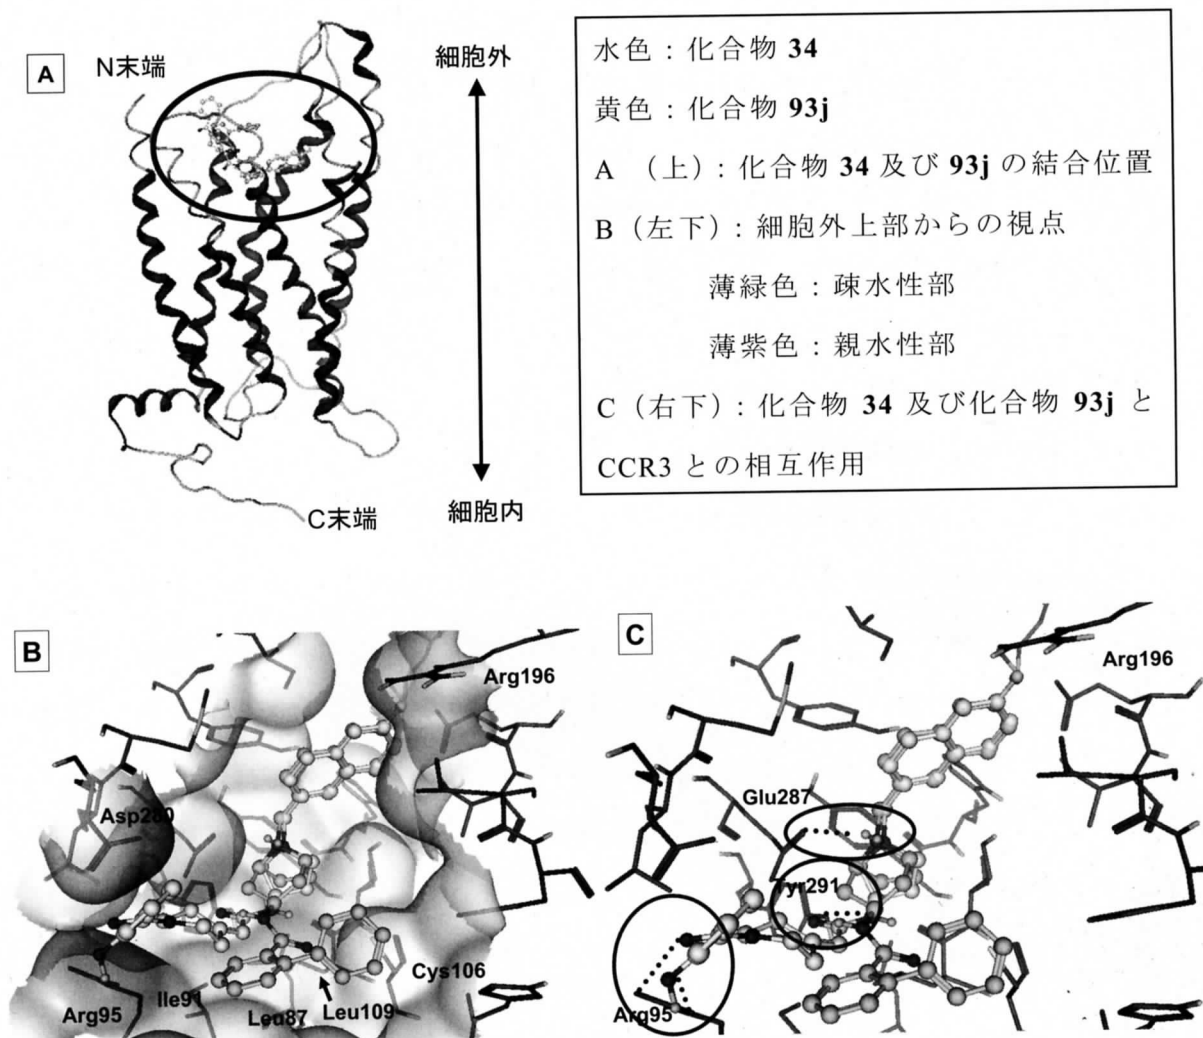 A
N末端
細胞外
細胞内
C末端
水色：化合物 34
黄色：化合物 93j
A （上）：化合物 34 及び 93j の結合位置
B（左下）：細胞外上部からの視点
薄緑色：疎水性部
薄紫色：親水性部
C（右下）：化合物 34 及び化合物 93j と
CCR3 との相互作用
B
Arg196
Asp280
Cys106
Ile91
Leu109
Arg95
Leu87
C
Arg196
Glu287
Tyr291
Arg95